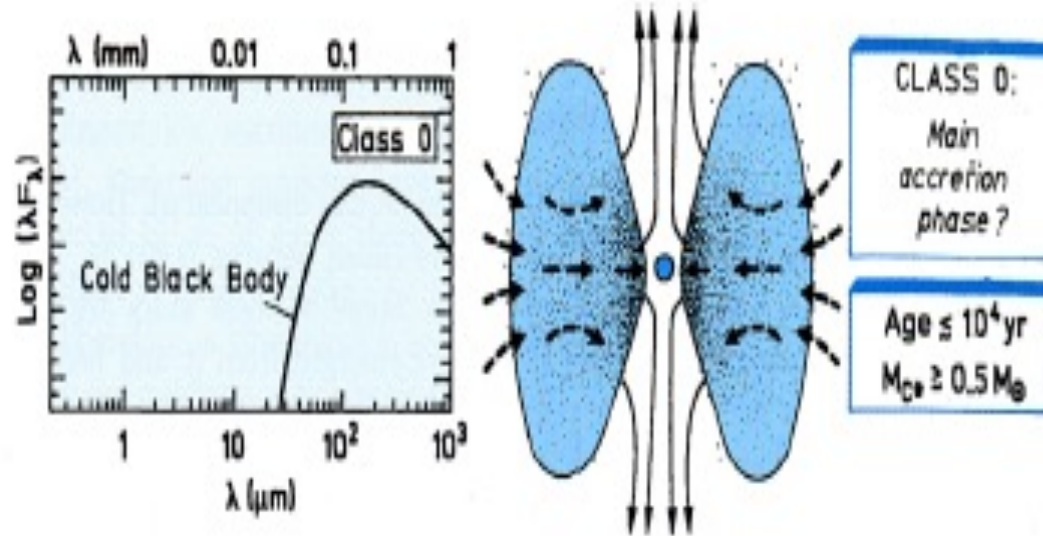 λ (mm) 0.01 0.1 1
Class 0
Log (λFλ)
Cold Black Body
1 10 10² 10³
λ (μm)
CLASS 0:
Main
accretion
phase?
Age ≤ 10⁴ yr
M_C* ≥ 0.5 M_⊙